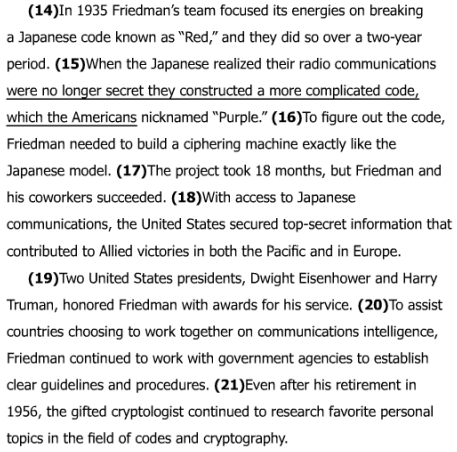 (14)In 1935 Friedman's team focused its energies on breaking
a Japanese code known as "Red," and they did so over a two-year
period. (15)When the Japanese realized their radio communications
were no longer secret they constructed a more complicated code,
which the Americans nicknamed "Purple." (16)To figure out the code,
Friedman needed to build a ciphering machine exactly like the
Japanese model. (17)The project took 18 months, but Friedman and
his coworkers succeeded. (18)With access to Japanese
communications, the United States secured top-secret information that
contributed to Allied victories in both the Pacific and in Europe.
(19)Two United States presidents, Dwight Eisenhower and Harry
Truman, honored Friedman with awards for his service. (20)To assist
countries choosing to work together on communications intelligence,
Friedman continued to work with government agencies to establish
clear guidelines and procedures. (21)Even after his retirement in
1956, the gifted cryptologist continued to research favorite personal
topics in the field of codes and cryptography.